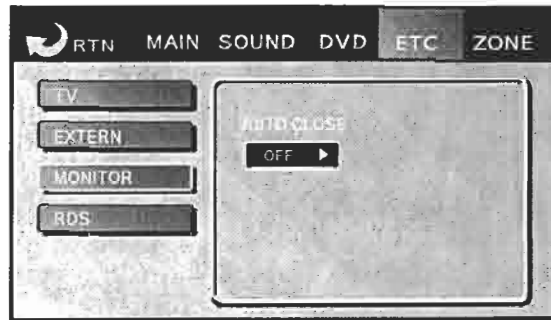 RTN MAIN SOUND DVD ETC ZONE
TV
EXTERN
MONITOR
RDS
AUTO CLOSE
OFF